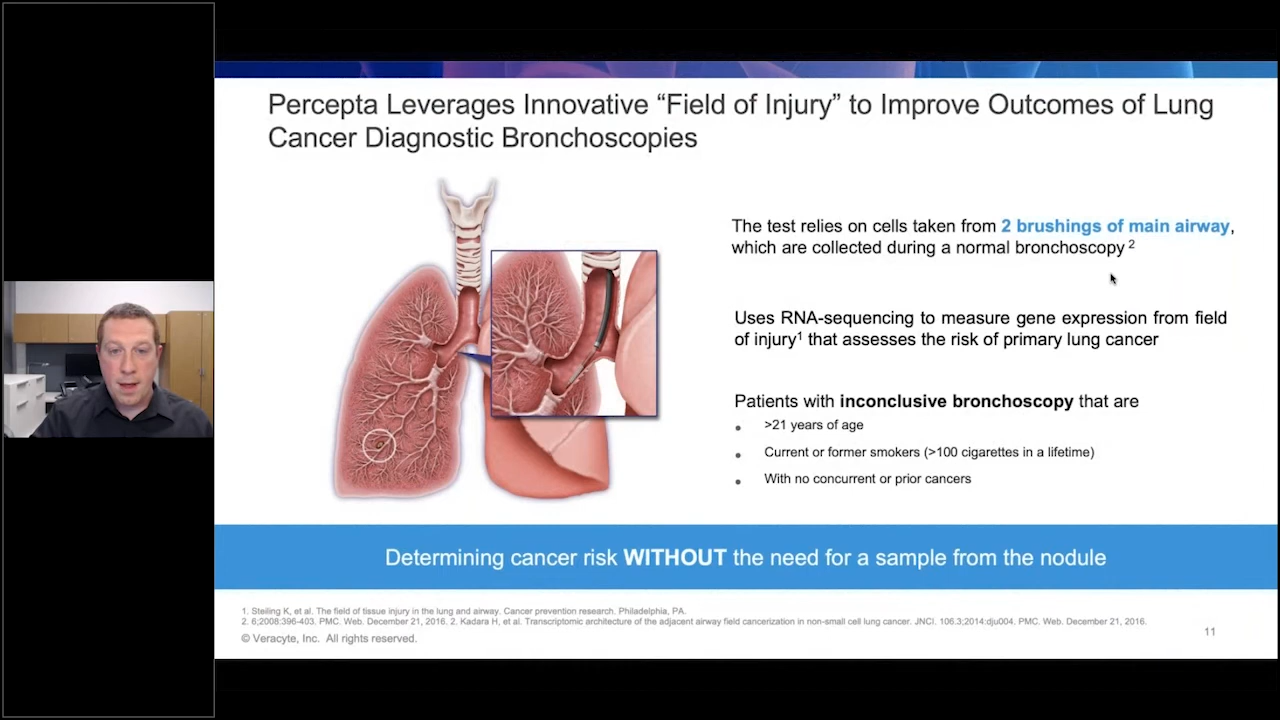 Percepta Leverages Innovative “Field of Injury” to Improve Outcomes of Lung
Cancer Diagnostic Bronchoscopies
The test relies on cells taken from 2 brushings of main airway,
which are collected during a normal bronchoscopy 2
Uses RNA-sequencing to measure gene expression from field
of injury1 that assesses the risk of primary lung cancer
Patients with inconclusive bronchoscopy that are
• >21 years of age
• Current or former smokers (>100 cigarettes in a lifetime)
• With no concurrent or prior cancers
Determining cancer risk WITHOUT the need for a sample from the nodule
1. Steiling K, et al. The field of tissue injury in the lung and airway. Cancer prevention research. Philadelphia, PA.
2. 6;2008:396-403. PMC. Web. December 21, 2016. 2. Kadara H, et al. Transcriptomic architecture of the adjacent airway field cancerization in non-small cell lung cancer. JNCI. 106.3;2014:dju004. PMC. Web. December 21, 2016.
© Veracyte, Inc. All rights reserved.
11